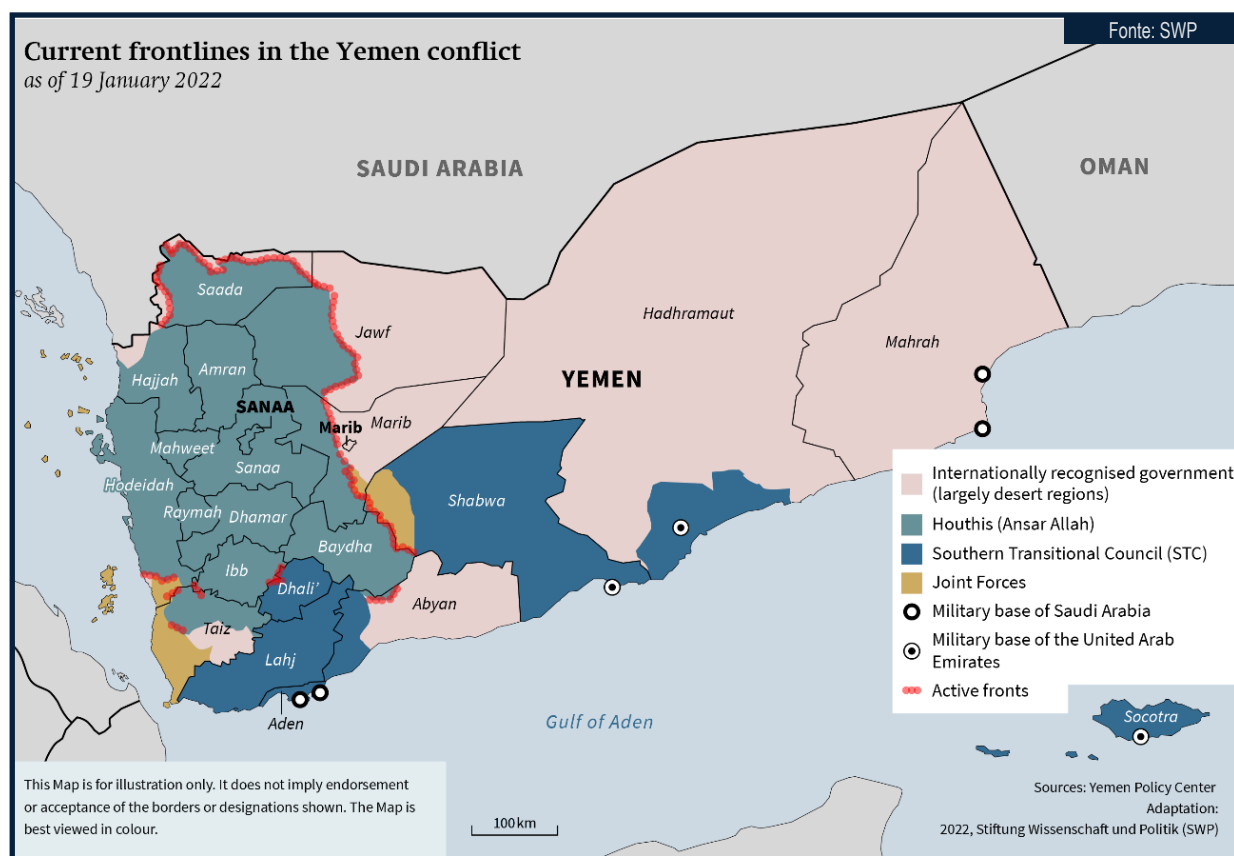 Fonte: SWP
Current frontlines in the Yemen conflict
as of 19 January 2022
SAUDI ARABIA
OMAN
Saada
Jawf
Hadhramaut
Mahrah
Hajjah
Amran
YEMEN
SANAA
Marib
Marib
Mahweet
Sanaa
Hodeidah
Shabwa
Raymah
Dhamar
Baydha
Ibb
Dhali’
Abyan
Taiz
Lahj
Aden
Gulf of Aden
Socotra
Internationally recognised government
(largely desert regions)
Houthis (Ansar Allah)
Southern Transitional Council (STC)
Joint Forces
Military base of Saudi Arabia
Military base of the United Arab
Emirates
Active fronts
This Map is for illustration only. It does not imply endorsement
or acceptance of the borders or designations shown. The Map is
best viewed in colour.
100 km
Sources: Yemen Policy Center
Adaptation:
2022, Stiftung Wissenschaft und Politik (SWP)